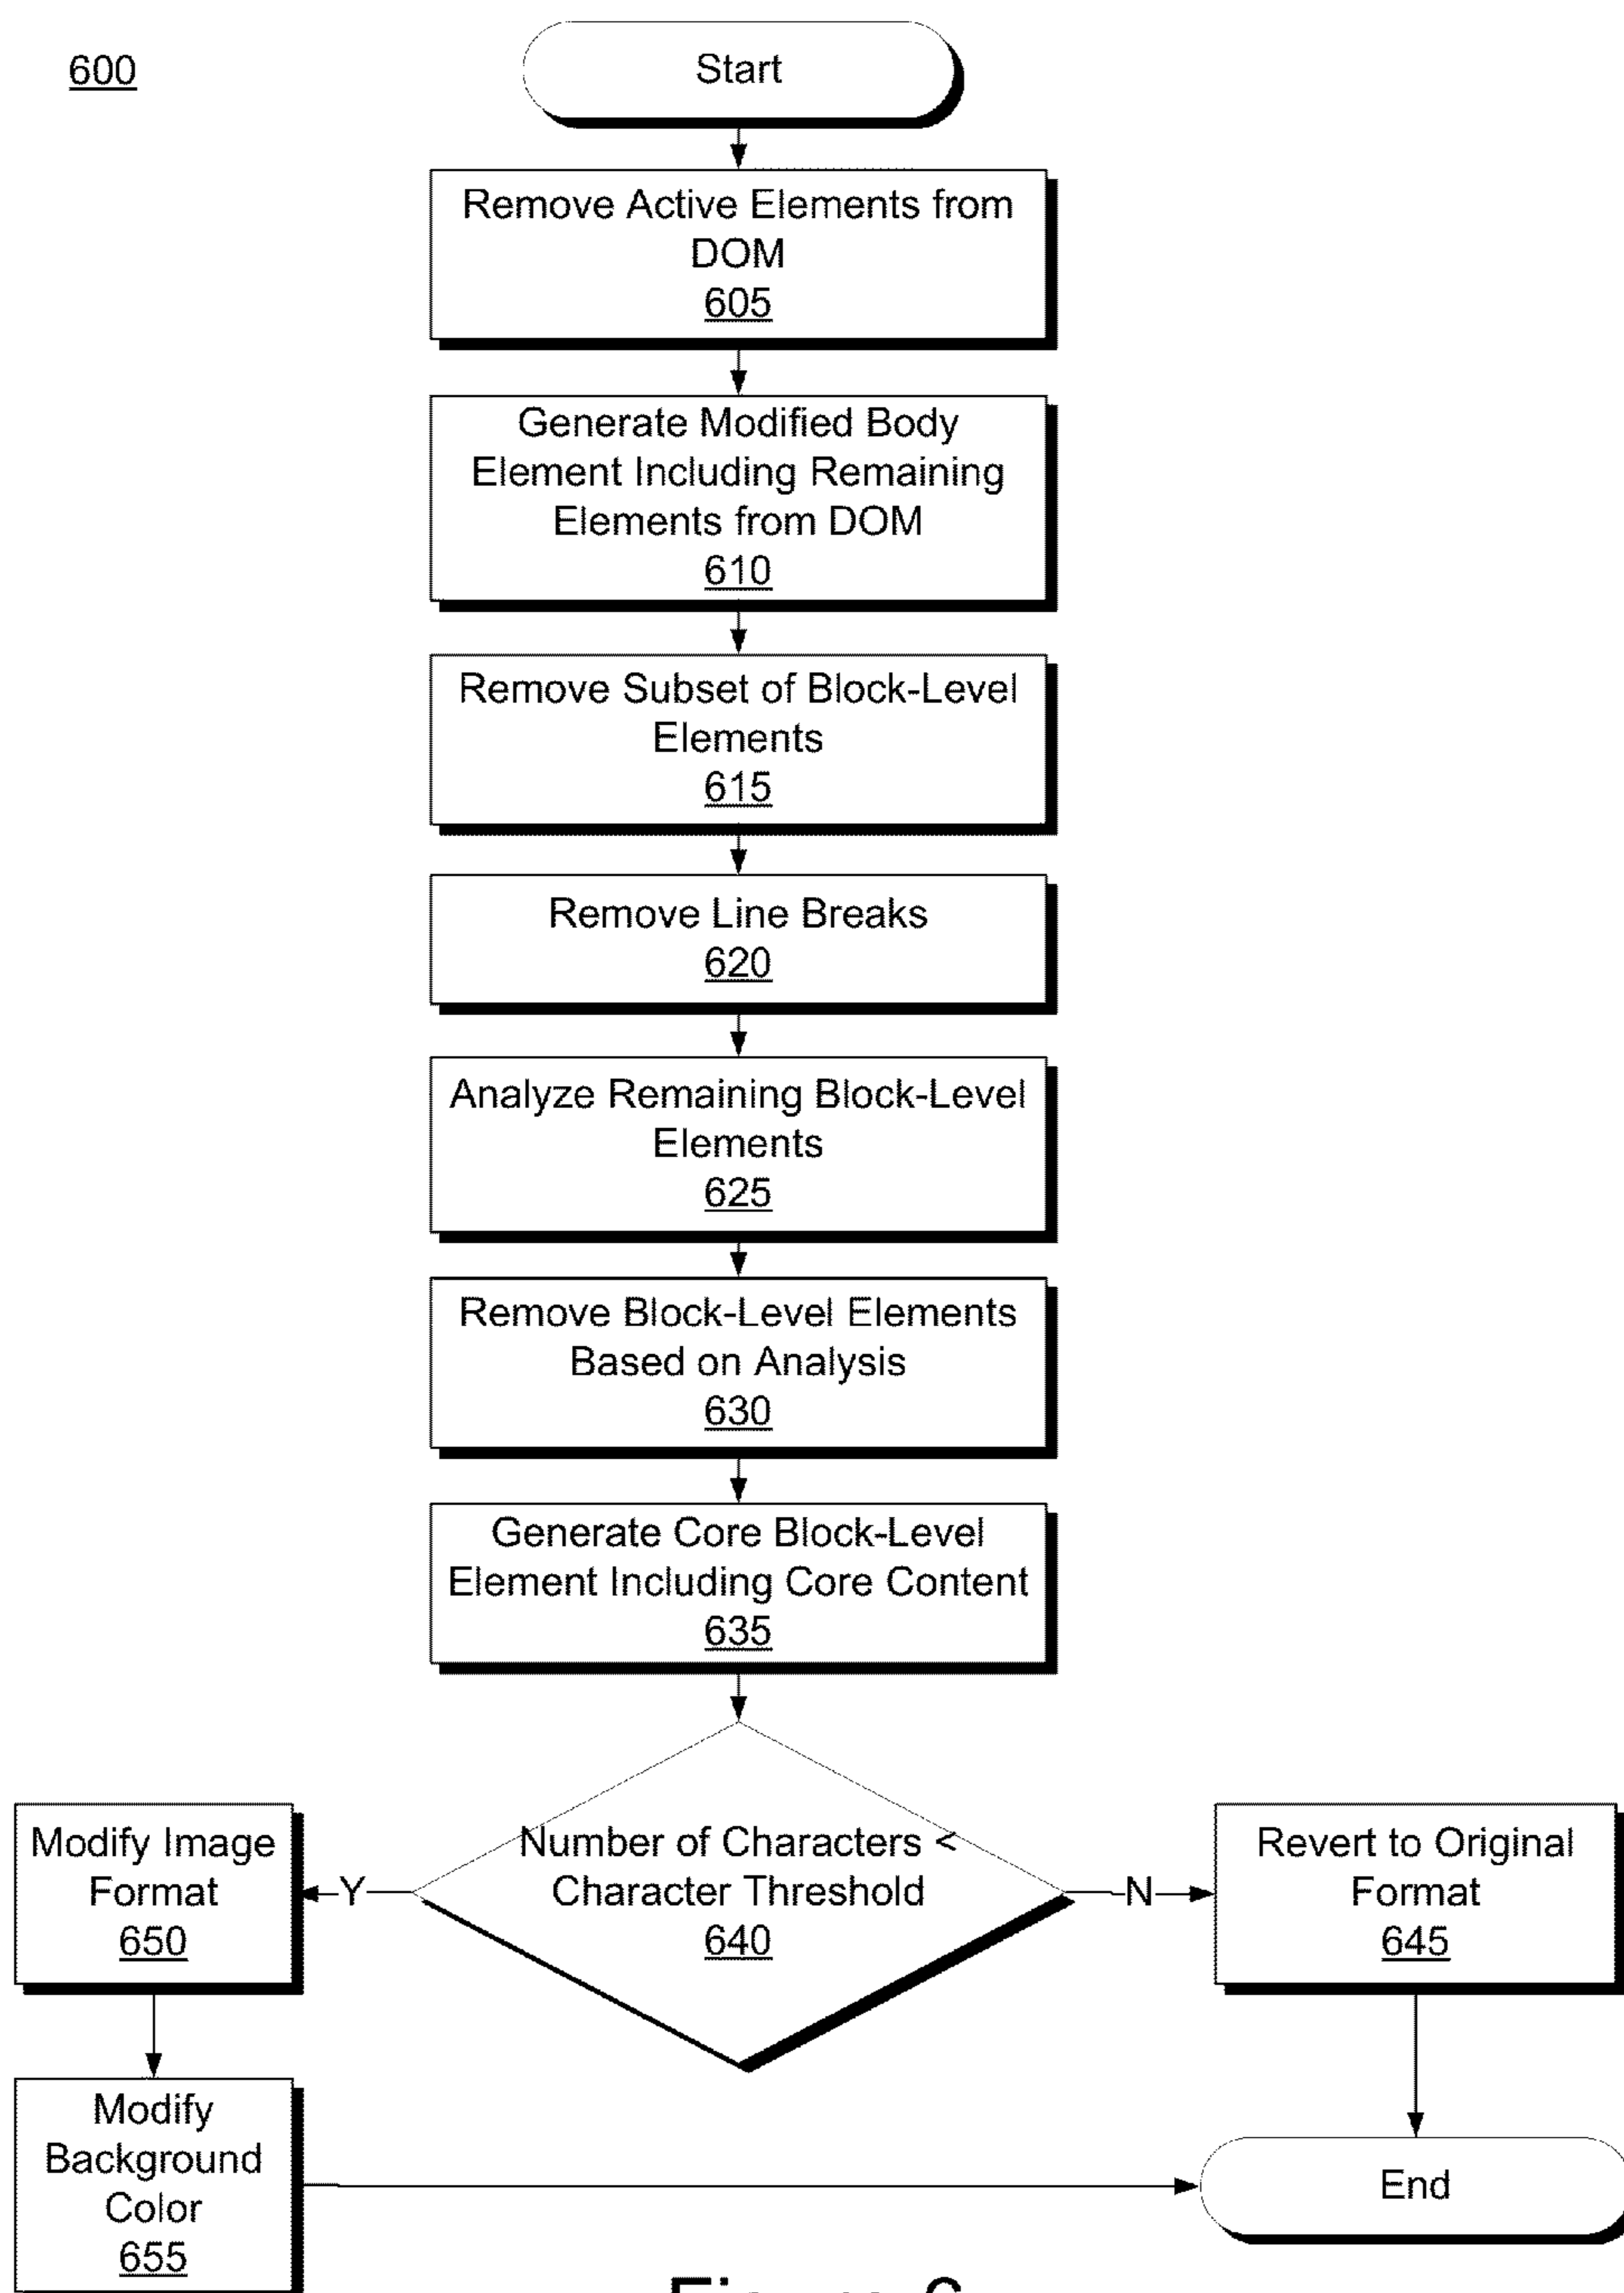 600
Start
Remove Active Elements from
DOM
605
Generate Modified Body
Element Including Remaining
Elements from DOM
610
Remove Subset of Block-Level
Elements
615
Remove Line Breaks
620
Analyze Remaining Block-Level
Elements
625
Remove Block-Level Elements
Based on Analysis
630
Generate Core Block-Level
Element Including Core Content
635
Number of Characters <
Character Threshold
640
Y
N
Modify Image
Format
650
Revert to Original
Format
645
Modify
Background
Color
655
End
Figure 6